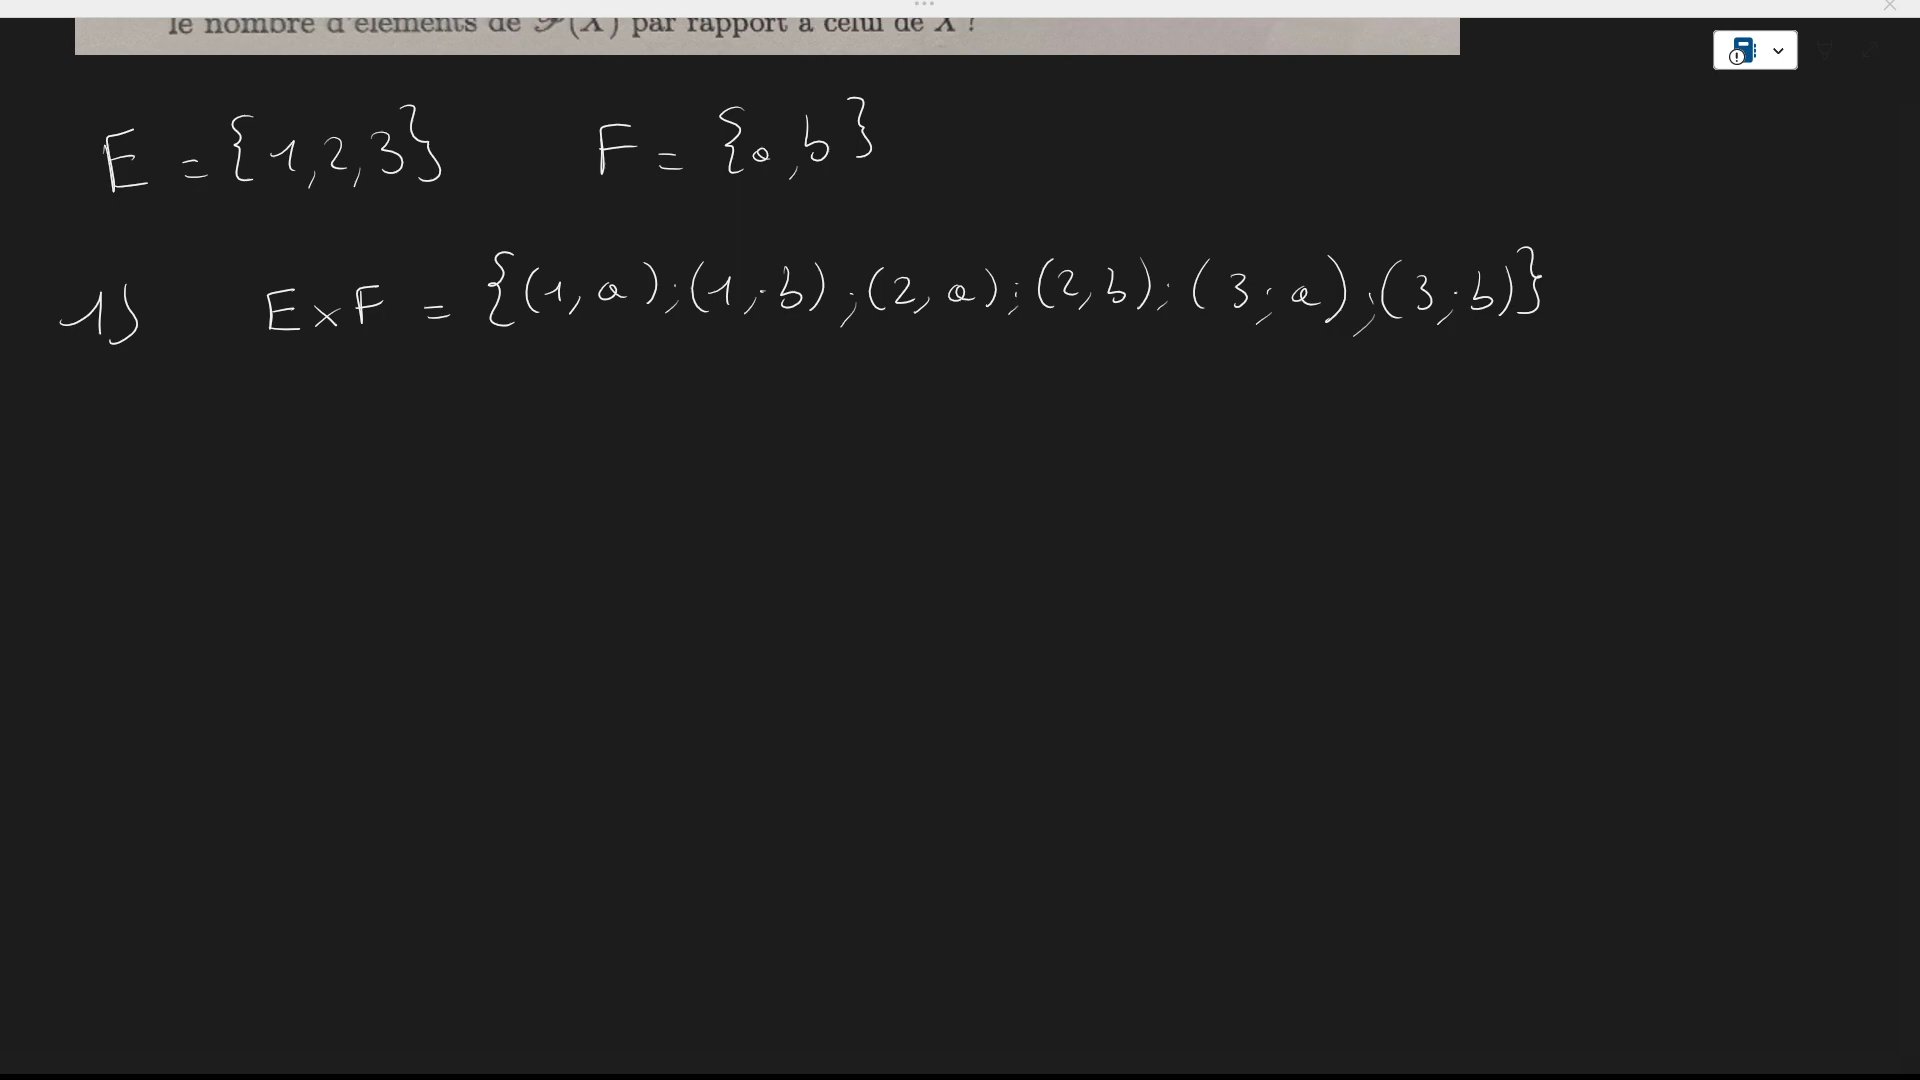 le nombre d'éléments de 𝒫(X) par rapport à celui de X ?
E = {1,2,3} F = {a,b}
1) E×F = {(1,a);(1,b);(2,a);(2,b);(3;a);(3;b)}